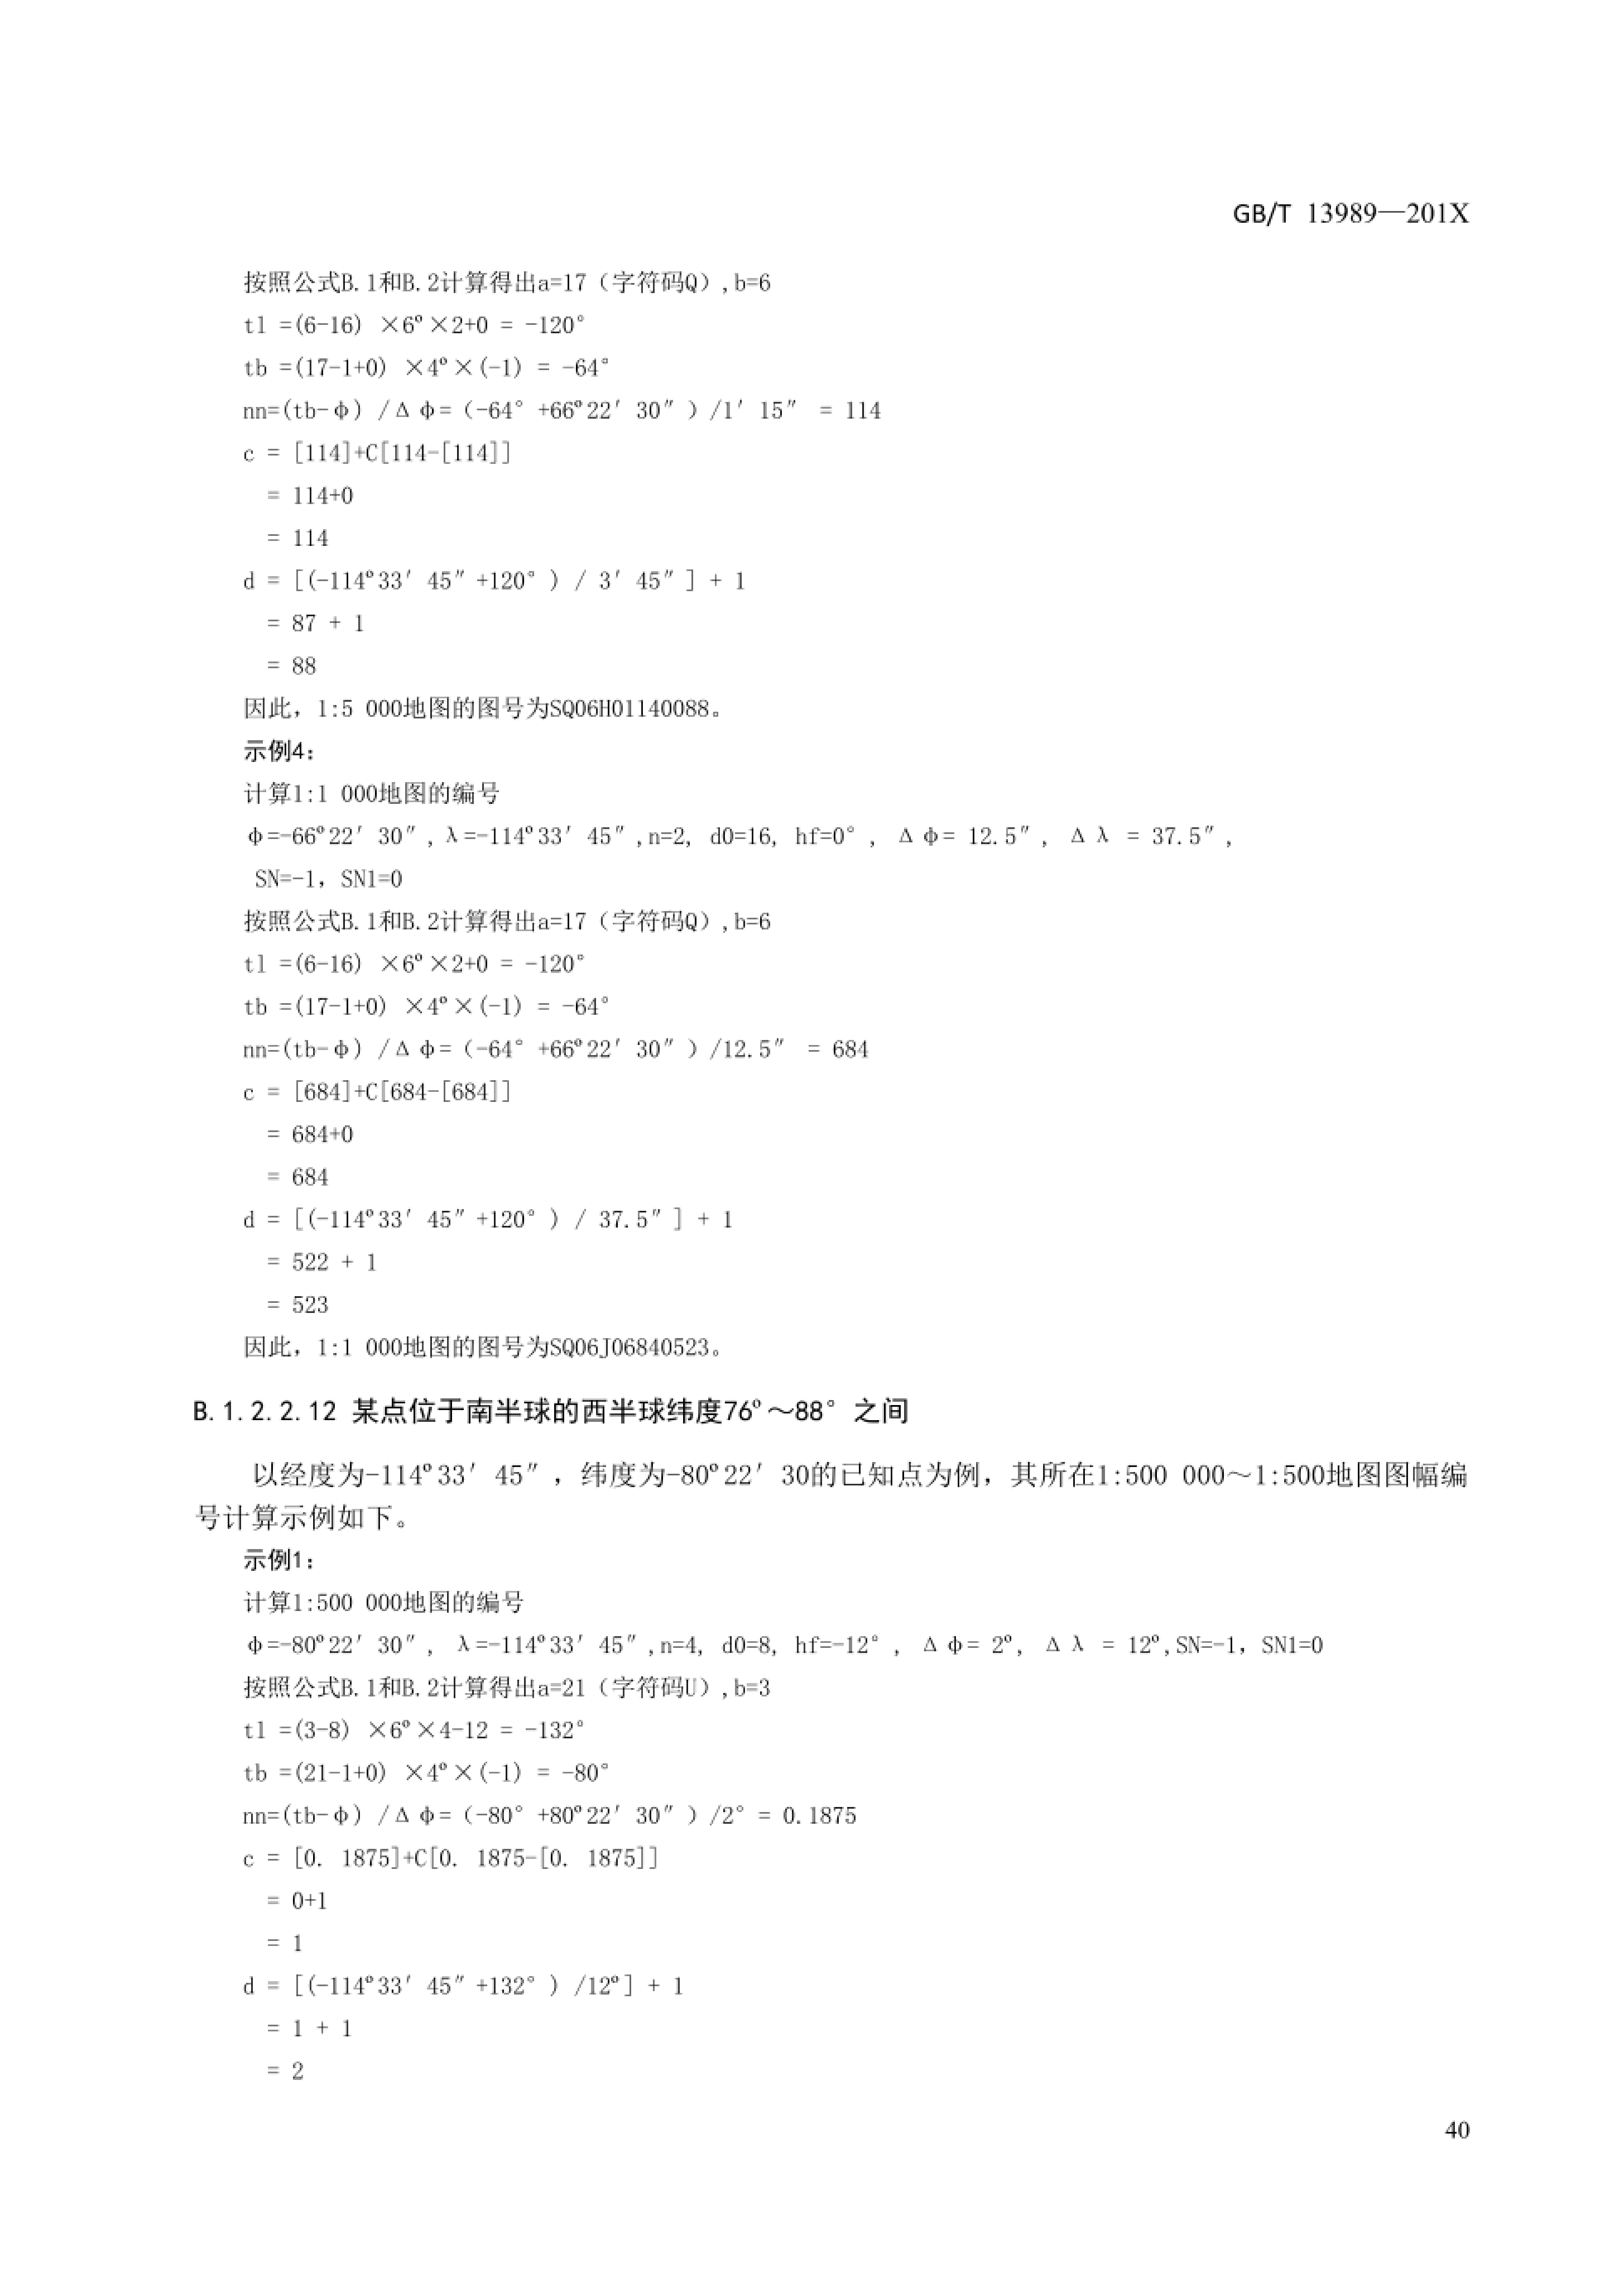 GB/T 13989—201X
按照公式B.1和B.2计算得出a=17（字符码Q）,b=6
tl =(6-16) ×6º×2+0 = -120°
tb =(17-1+0) ×4º×(-1) = -64°
nn=(tb-φ) /Δφ=（-64° +66º22′ 30″ ）/1′ 15″ = 114
c = [114]+C[114-[114]]
= 114+0
= 114
d = [(-114º33′ 45″+120° ) / 3′ 45″] + 1
= 87 + 1
= 88
因此，1:5 000地图的图号为SQ06H01140088。
示例4：
计算1:1 000地图的编号
φ=-66º22′ 30″,λ=-114º33′ 45″,n=2, d0=16, hf=0° , Δφ= 12.5″, Δλ = 37.5″,
SN=-1，SN1=0
按照公式B.1和B.2计算得出a=17（字符码Q）,b=6
tl =(6-16) ×6º×2+0 = -120°
tb =(17-1+0) ×4º×(-1) = -64°
nn=(tb-φ) /Δφ=（-64° +66º22′ 30″ ）/12.5″ = 684
c = [684]+C[684-[684]]
= 684+0
= 684
d = [(-114º33′ 45″+120° ) / 37.5″] + 1
= 522 + 1
= 523
因此，1:1 000地图的图号为SQ06J06840523。
B.1.2.2.12 某点位于南半球的西半球纬度76º～88° 之间
以经度为-114º33′ 45″，纬度为-80º22′ 30的已知点为例，其所在1:500 000～1:500地图图幅编
号计算示例如下。
示例1：
计算1:500 000地图的编号
φ=-80º22′ 30″, λ=-114º33′ 45″,n=4, d0=8, hf=-12° , Δφ= 2º, Δλ = 12º,SN=-1，SN1=0
按照公式B.1和B.2计算得出a=21（字符码U）,b=3
tl =(3-8) ×6º×4-12 = -132°
tb =(21-1+0) ×4º×(-1) = -80°
nn=(tb-φ) /Δφ=（-80° +80º22′ 30″ ）/2° = 0.1875
c = [0. 1875]+C[0. 1875-[0. 1875]]
= 0+1
= 1
d = [(-114º33′ 45″+132° ) /12º] + 1
= 1 + 1
= 2
40